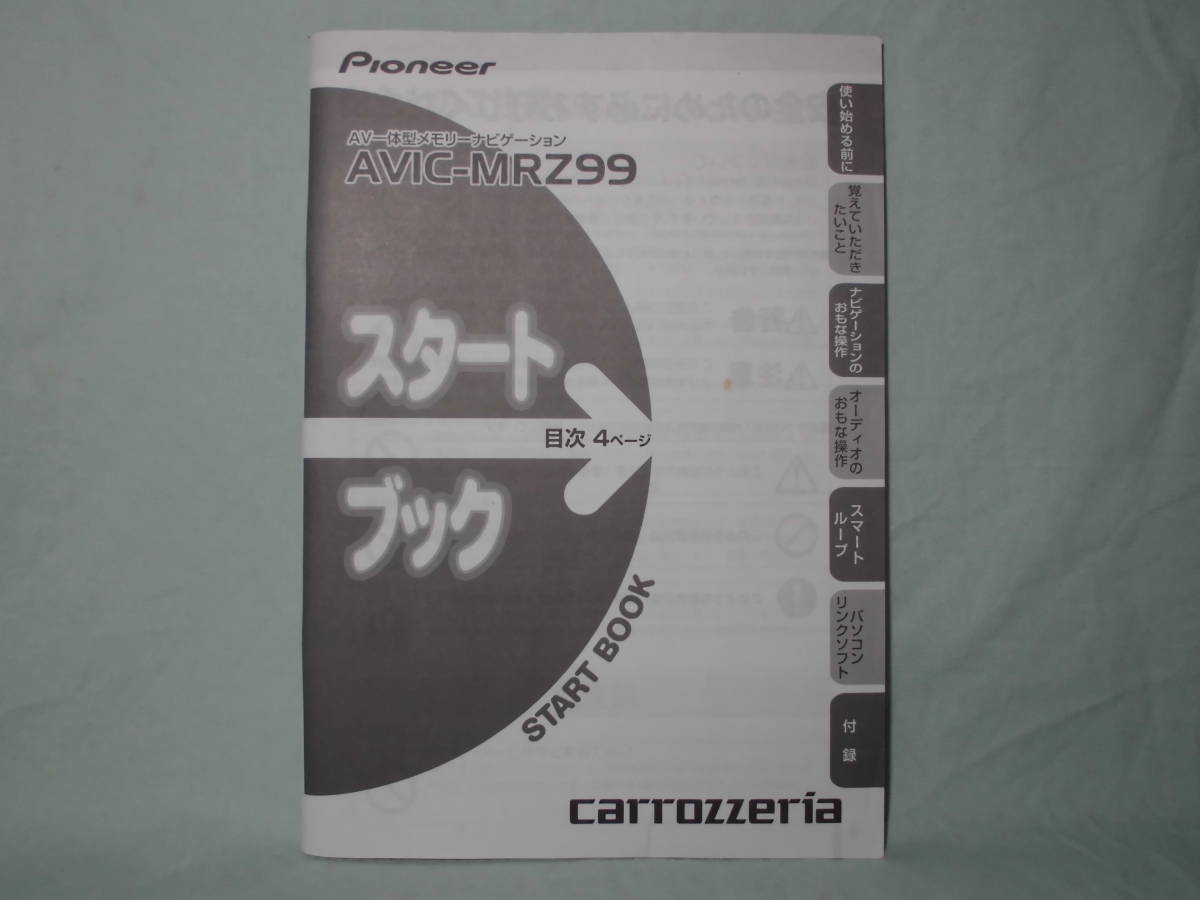 Pioneer
AV一体型メモリーナビゲーション
AVIC-MRZ99
スタート
目次 4ページ
ブック
START BOOK
carrozzeria
使い始める前に
覚えていただき
たいこと
ナビゲーションの
おもな操作
オーディオの
おもな操作
スマート
ループ
パソコン
リンクソフト
付録